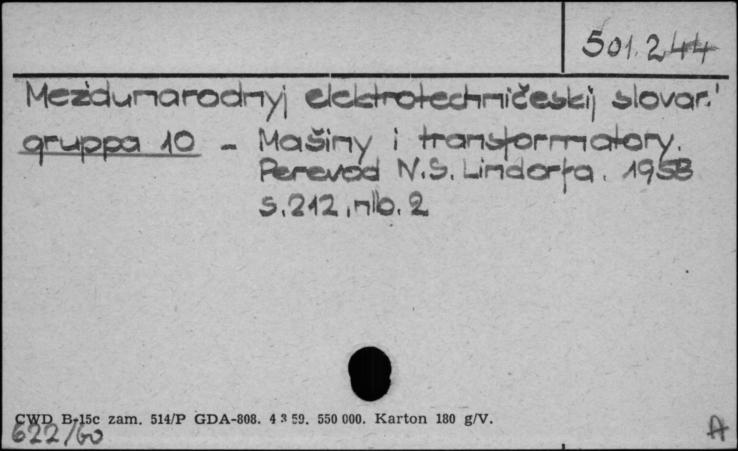 501.244
Meżdunarodnyj elektrotechničeskij slovar.'
gruppa 10 - Mašiny i transformatory.
Perevod N.S. Lindorfa. 1958
s. 212, nlb. 2
CWD B-15c zam. 514/P GDA-808. 4 3 59. 550 000. Karton 180 g/V.
622/60
A